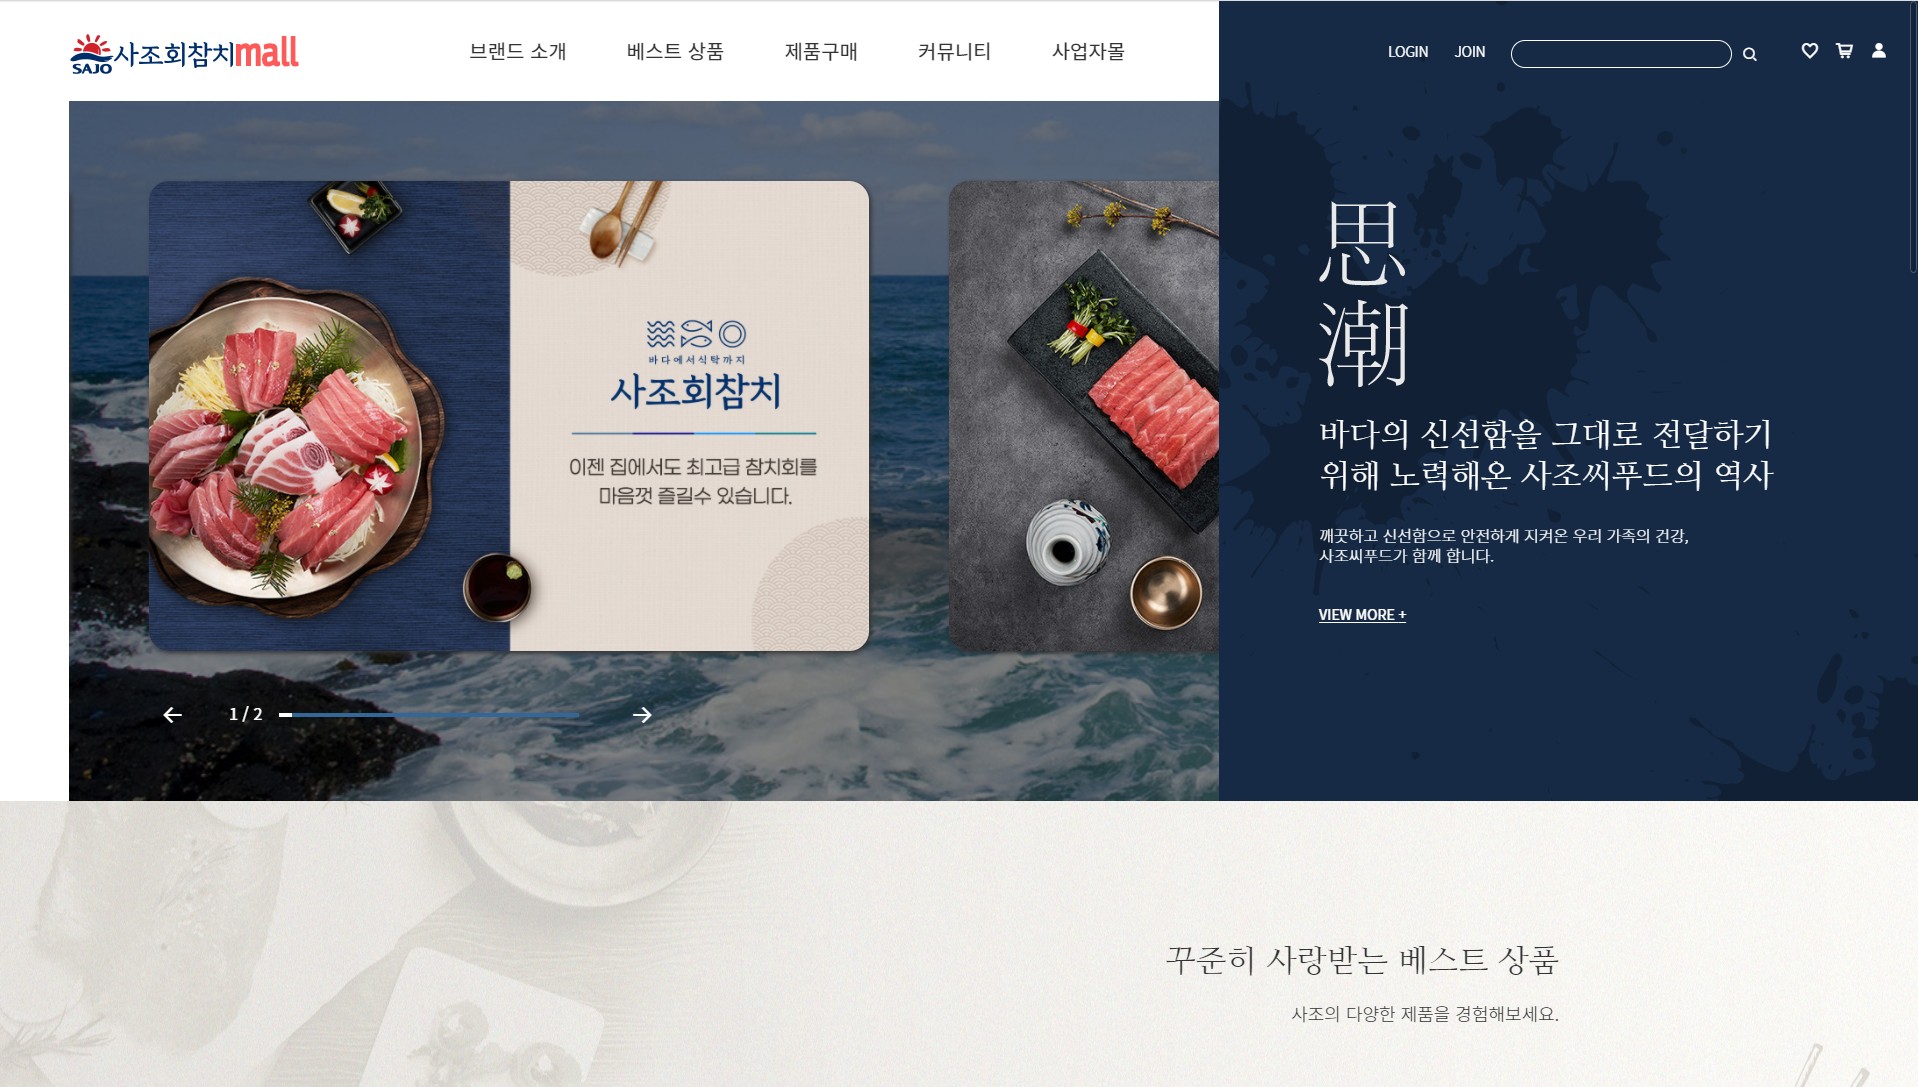 SAJO 사조회참치mall
브랜드 소개 베스트 상품 제품구매 커뮤니티 사업자몰
LOGIN JOIN
바다에서식탁까지
사조회참치
이젠 집에서도 최고급 참치회를
마음껏 즐길수 있습니다.
1 / 2
思
潮
바다의 신선함을 그대로 전달하기
위해 노력해온 사조씨푸드의 역사
깨끗하고 신선함으로 안전하게 지켜온 우리 가족의 건강,
사조씨푸드가 함께 합니다.
VIEW MORE +
꾸준히 사랑받는 베스트 상품
사조의 다양한 제품을 경험해보세요.